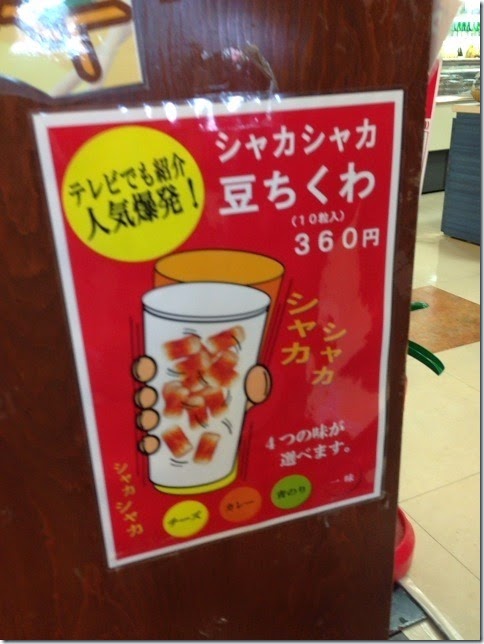 テレビでも紹介
人気爆発！
シャカシャカ
豆ちくわ
(10粒入)
360円
シャカ
シャカ
4つの味が
選べます。
シャカ
シャカ
チーズ
カレー
青のり
一味